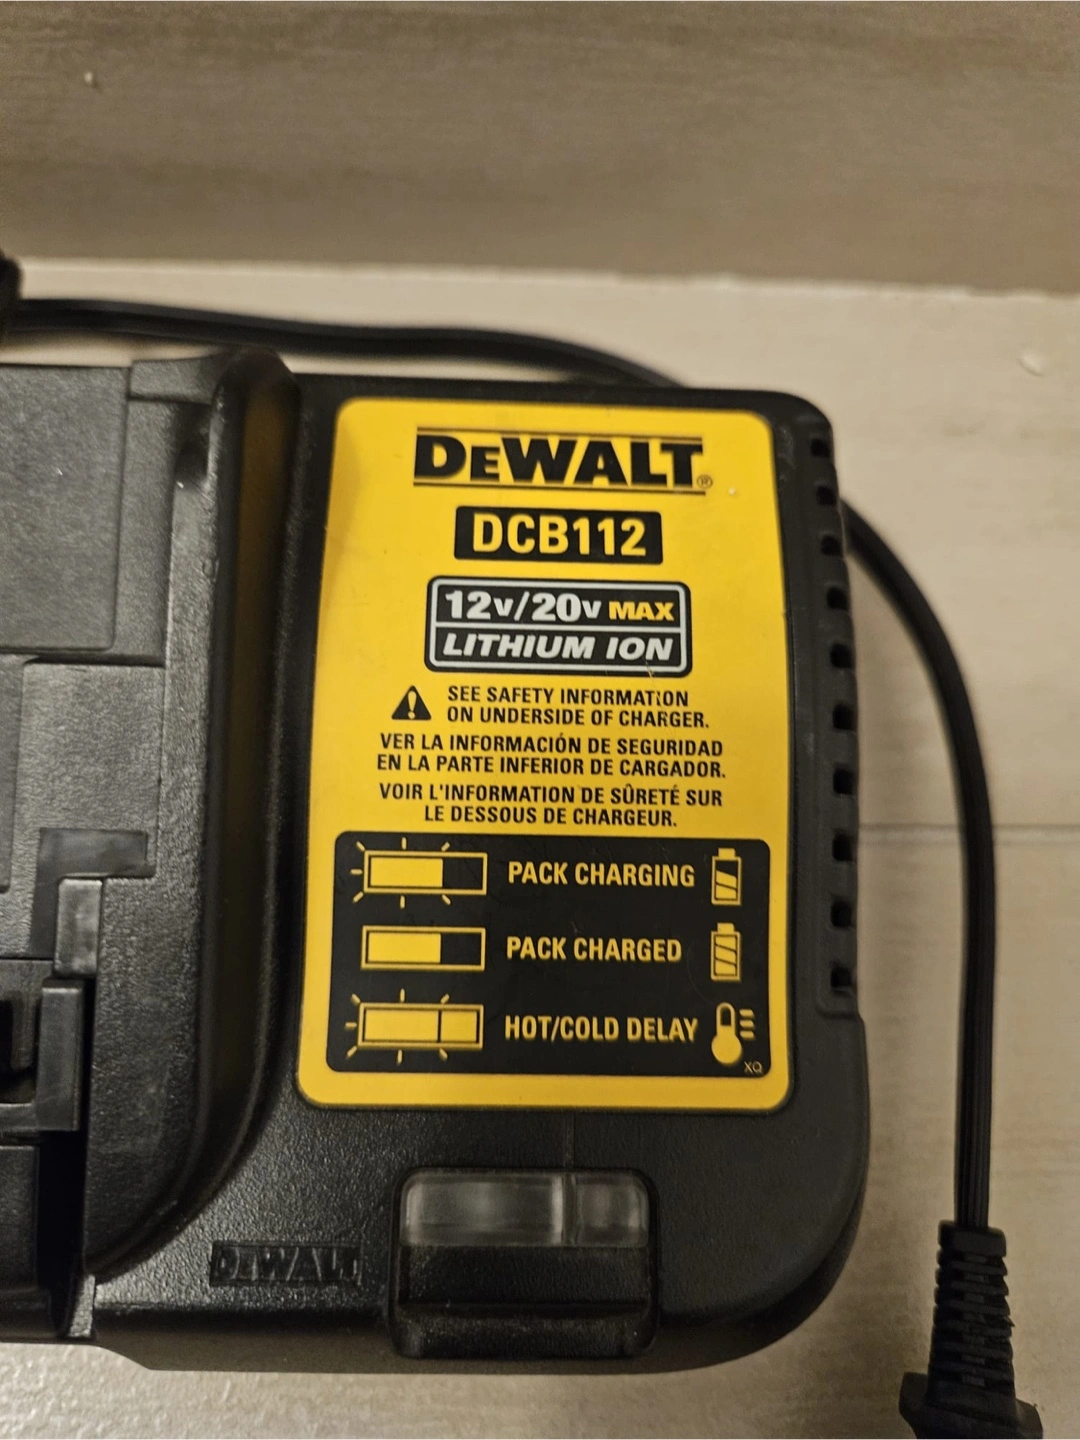 DEWALT®
DCB112
12V/20V MAX
LITHIUM ION
SEE SAFETY INFORMATION
ON UNDERSIDE OF CHARGER.
VER LA INFORMACIÓN DE SEGURIDAD
EN LA PARTE INFERIOR DE CARGADOR.
VOIR L'INFORMATION DE SÛRETÉ SUR
LE DESSOUS DE CHARGEUR.
PACK CHARGING
PACK CHARGED
HOT/COLD DELAY
XQ
DEWALT